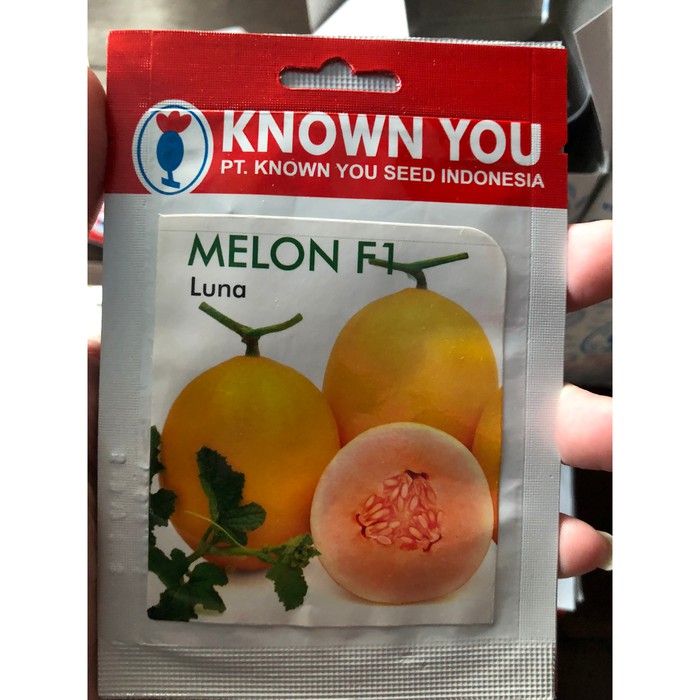 KNOWN YOU
PT. KNOWN YOU SEED INDONESIA
MELON F1
Luna